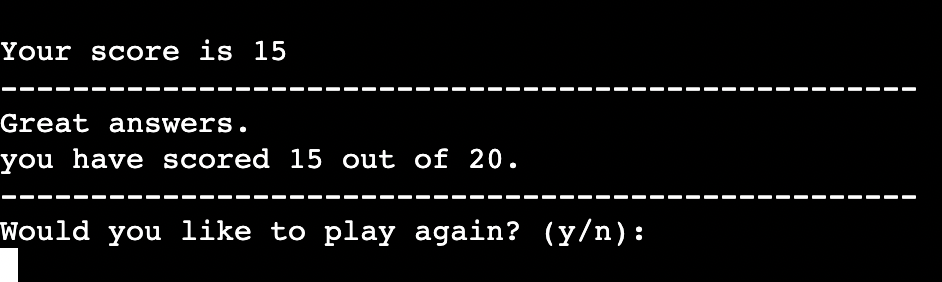 Your score is 15
---------------------------------------------------
Great answers.
you have scored 15 out of 20.
---------------------------------------------------
Would you like to play again? (y/n):